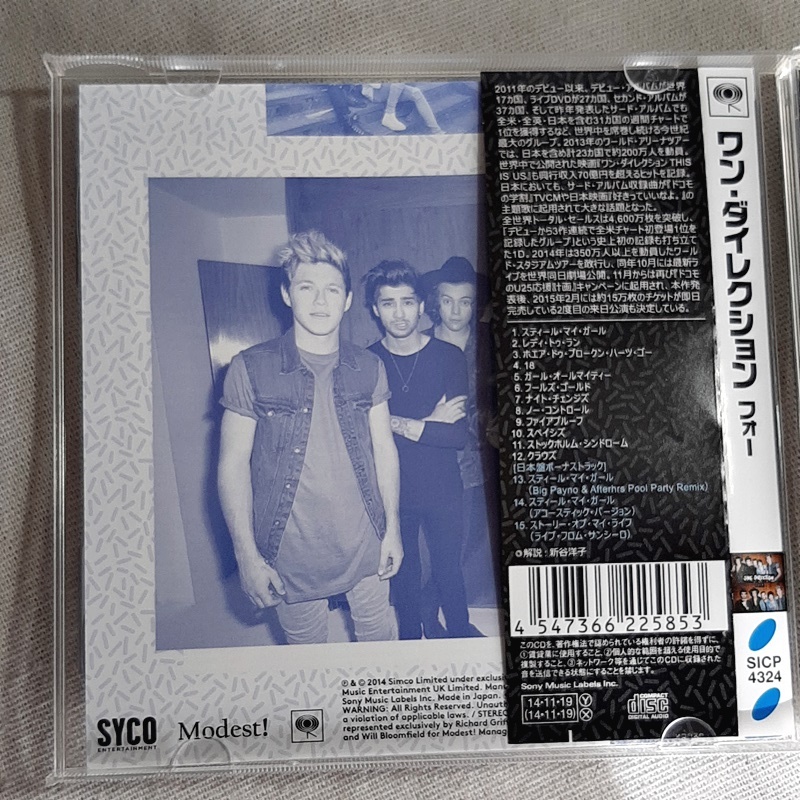 2011年のデビュー以来、デビュー・アルバムが世界
17カ国、ライブDVDが27カ国、セカンド・アルバムが
37カ国、そして昨年発表したサード・アルバムでも
全米・全英・日本を含む31カ国の週間チャートで
1位を獲得するなど、世界中を席巻し続ける今世紀
最大のグループ。2013年のワールド・アリーナツアー
では、日本を含め計23カ国で約200万人を動員。
世界中で公開された映画『ワン・ダイレクション THIS
IS US』も興行収入70億円を超えるヒットを記録。
日本においても、サード・アルバム収録曲が『ドコモ
の学割』TVCMや日本映画『好きっていいなよ。』の
主題歌に起用されて大きな話題となった。
全世界トータル・セールスは4,600万枚を突破し、
『デビューから3作連続で全米チャート初登場1位を
記録したグループ』という史上初の記録も打ち立て
た1D。2014年は350万人以上を動員したワール
ド・スタジアムツアーを敢行し、同年10月には最新ラ
イブを世界同日劇場公開。11月からは再び『ドコモ
のU25応援計画』キャンペーンに起用され、本作発
表後、2015年2月には約15万枚のチケットが即日
完売している2度目の来日公演も決定している。
1. スティール・マイ・ガール
2. レディ・トゥ・ラン
3. ホエア・ドゥ・ブロークン・ハーツ・ゴー
4. 18
5. ガール・オールマイティー
6. フールズ・ゴールド
7. ナイト・チェンジズ
8. ノー・コントロール
9. ファイアプルーフ
10. スペイシズ
11. ストックホルム・シンドローム
12. クラウズ
[日本盤ボーナストラック]
13. スティール・マイ・ガール
(Big Payno & Afterhrs Pool Party Remix)
14. スティール・マイ・ガール
(アコースティック・バージョン)
15. ストーリー・オブ・マイ・ライフ
(ライブ・フロム・サンシーロ)
◎解説:新谷洋子
4 547366 225853
このCDを、著作権法で認められている権利者の許諾を得ずに、
①賃貸業に使用すること、②個人的な範囲を超える使用目的で
複製すること、③ネットワーク等を通じてこのCDに収録された
音を送信できる状態にすることを禁じます。
Sony Music Labels Inc.
14-11-19 Y
(14-11-19) X
COMPACT
disc
DIGITAL AUDIO
ワン・ダイレクション フォー
ONE DIRECTION
SICP
4324
℗ & © 2014 Simco Limited under exclusi
Music Entertainment UK Limited. Man
Sony Music Labels Inc. Made in Japan.
WARNING: All Rights Reserved. Unauth
a violation of applicable laws. / STEREO
represented exclusively by Richard Griff
and Will Bloomfield for Modest! Manag
SYCO
ENTERTAINMENT
Modest!